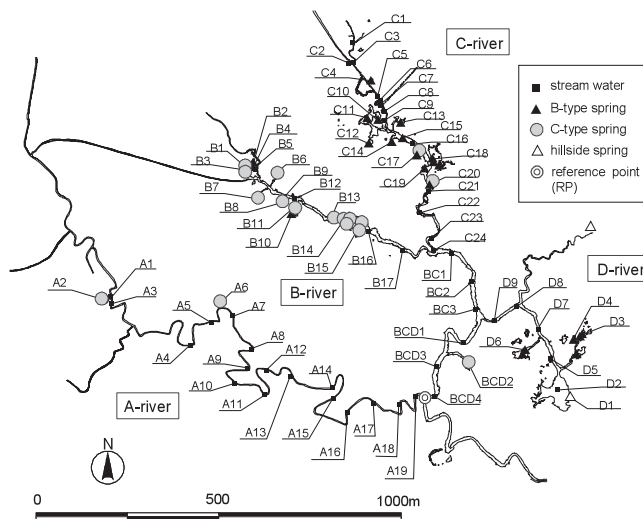 C1
C2
C3
C-river
C5
C6
C4
C7
C8
C10
C9
C11
C13
C12
C15
C16
C14
C17
C18
C19
C20
C21
C22
C23
C24
stream water
B-type spring
C-type spring
hillside spring
reference point
(RP)
B2
B4
B1
B5
B3
B6
B9
B7
B12
B8
B13
B11
B10
B14
B15
B16
B17
B-river
BC1
BC2
BC3
D9
D8
D-river
D7
D4
D3
D6
D5
D2
D1
BCD1
BCD3
BCD2
BCD4
A1
A2
A3
A6
A5
A7
A4
A8
A9
A12
A14
A10
A11
A13
A15
A17
A16
A18
A19
A-river
N
0
500
1000m